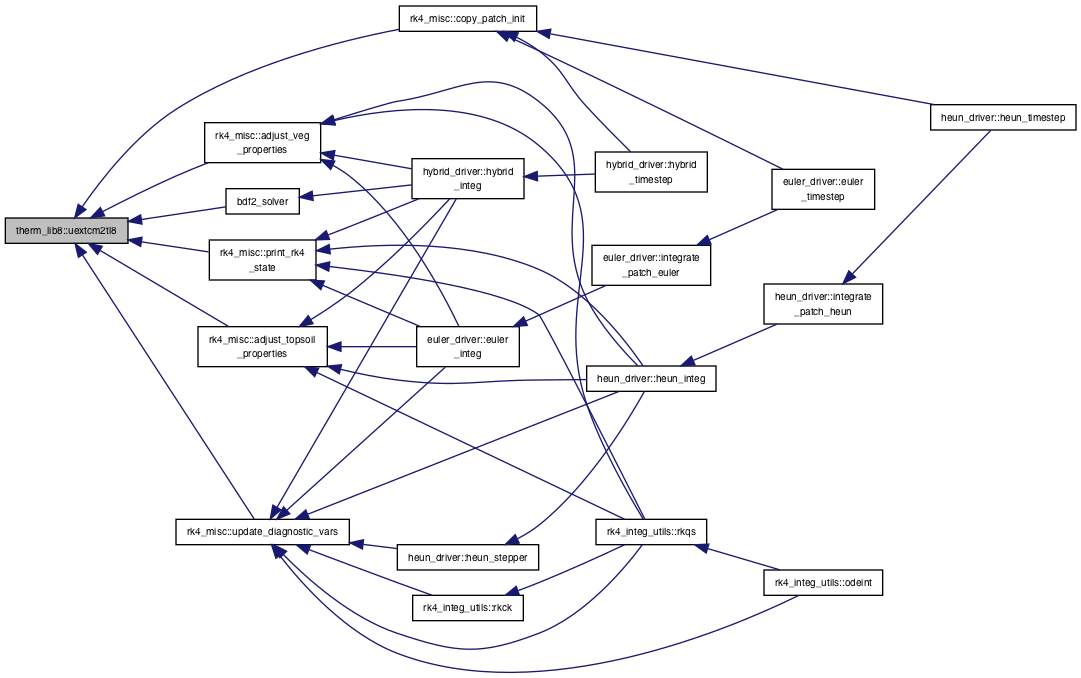 rk4_misc::copy_patch_init
heun_driver::heun_timestep
rk4_misc::adjust_veg
_properties
hybrid_driver::hybrid
_timestep
hybrid_driver::hybrid
_integ
euler_driver::euler
_timestep
bdf2_solver
therm_lib8::uextcm2tl8
rk4_misc::print_rk4
_state
euler_driver::integrate
_patch_euler
heun_driver::integrate
_patch_heun
rk4_misc::adjust_topsoil
_properties
euler_driver::euler
_integ
heun_driver::heun_integ
rk4_misc::update_diagnostic_vars
rk4_integ_utils::rkqs
heun_driver::heun_stepper
rk4_integ_utils::odeint
rk4_integ_utils::rkck